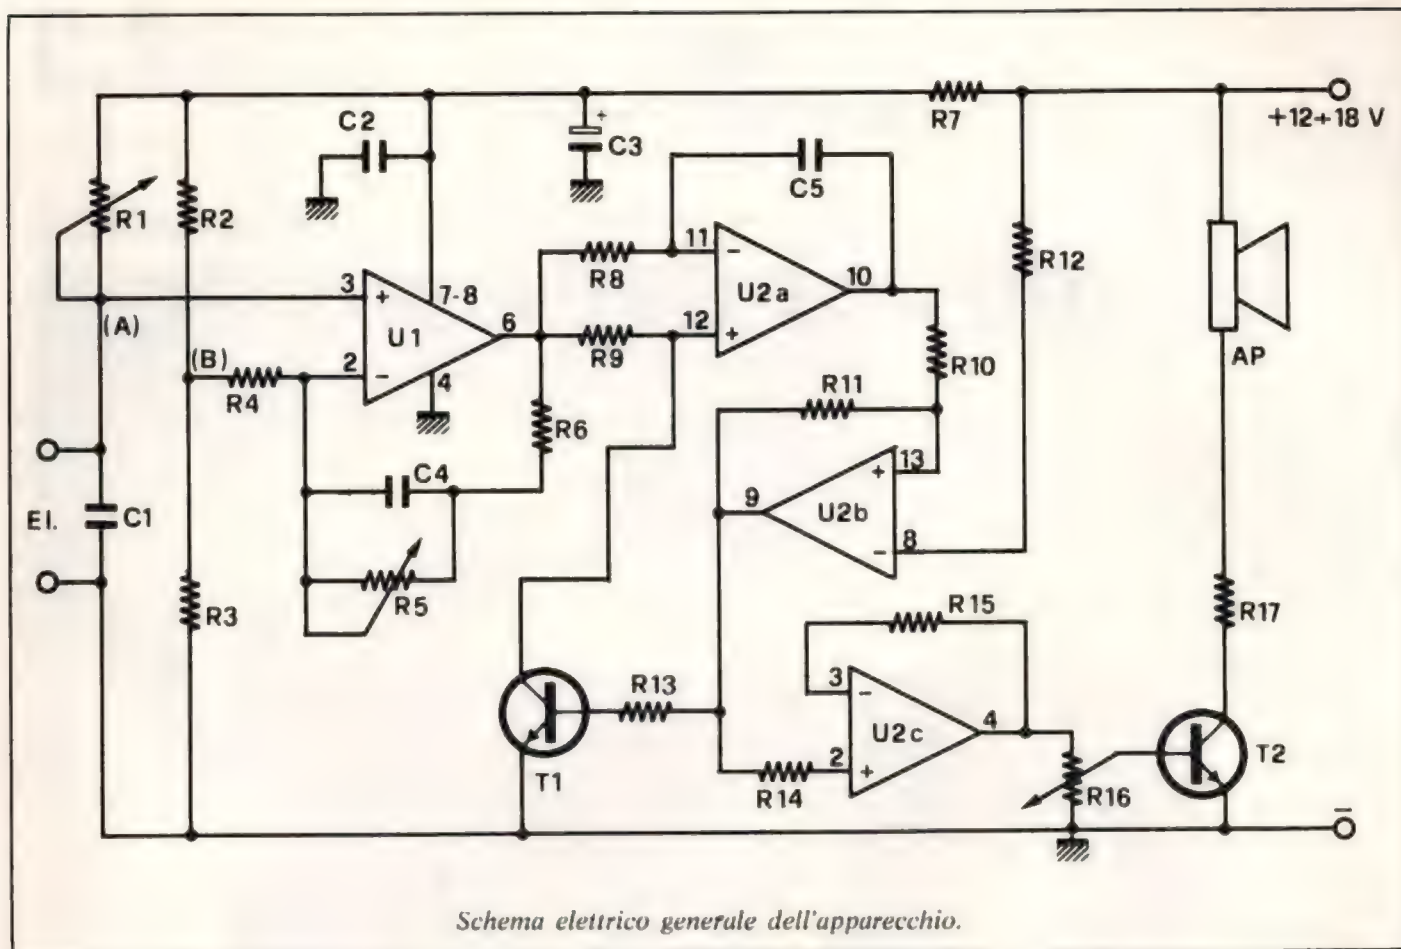 C2
+
C3
R7
+12÷18 V
C5
R1
R2
R8
11
-
R12
3
+
7-8
U2a
10
(A)
U1
6
R9
12
+
AP
(B)
2
-
4
R4
R10
R11
R6
C4
+
13
9
U2b
El.
C1
-
8
R5
R3
R15
R17
R13
3
-
U2c
4
T1
2
+
R14
R16
T2
-
Schema elettrico generale dell'apparecchio.